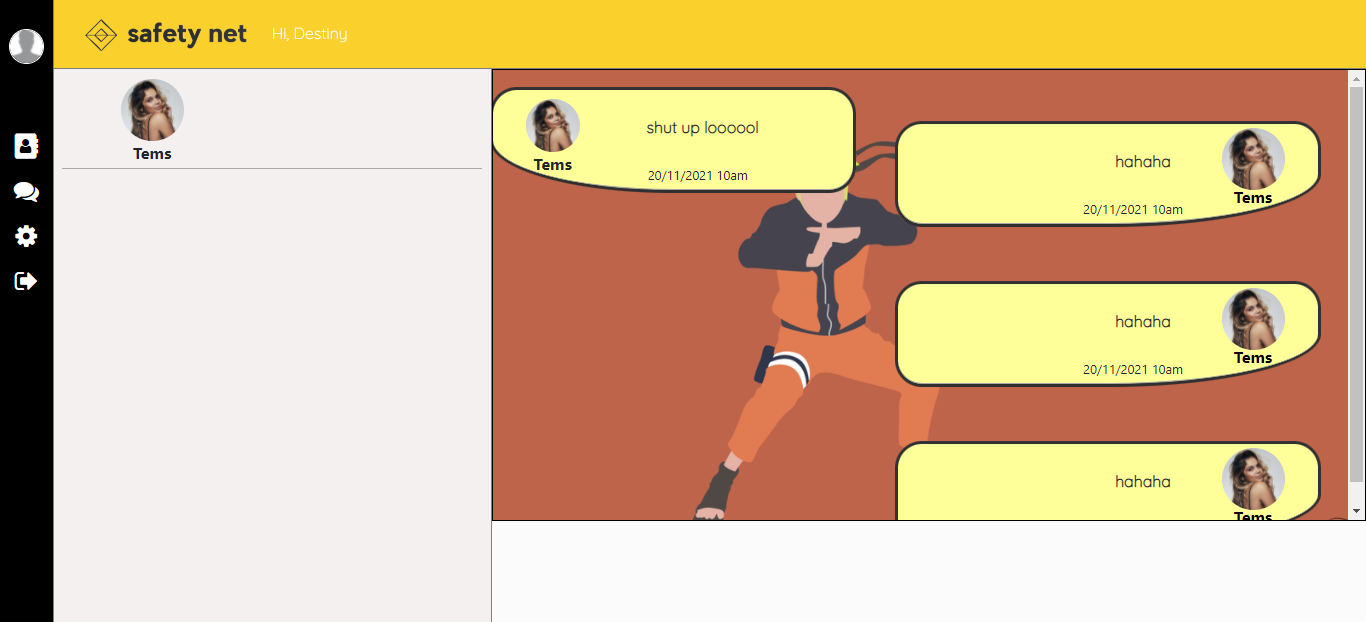 safety net
Hi, Destiny
Tems
shut up loooool
Tems
20/11/2021 10am
hahaha
Tems
20/11/2021 10am
hahaha
Tems
20/11/2021 10am
hahaha
Tems